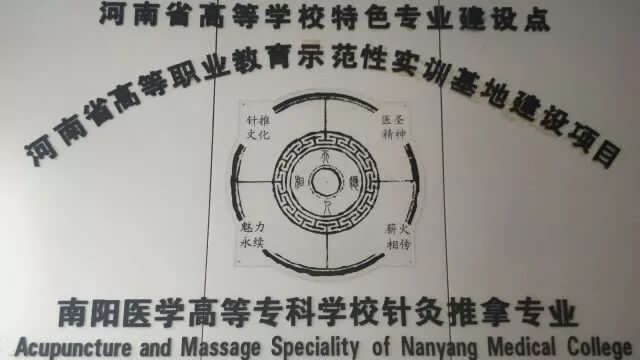 河南省高等学校特色专业建设点
河南省高等职业教育示范性实训基地建设项目
针推
文化
医圣
精神
魅力
永续
薪火
相传
南阳医学高等专科学校针灸推拿专业
Acupuncture and Massage Speciality of Nanyang Medical College